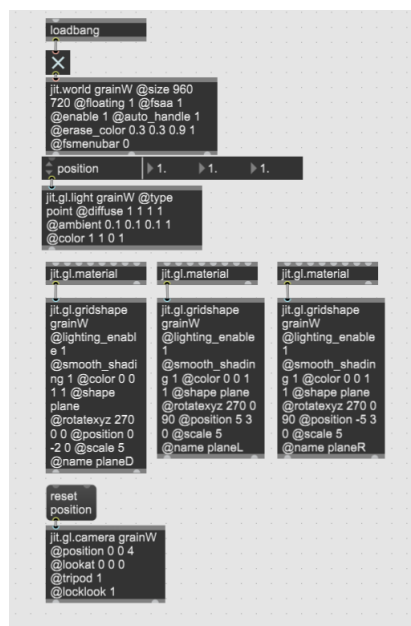 loadbang
jit.world grainW @size 960
720 @floating 1 @fsaa 1
@enable 1 @auto_handle 1
@erase_color 0.3 0.3 0.9 1
@fsmenubar 0
position 1. 1. 1.
jit.gl.light grainW @type
point @diffuse 1 1 1 1
@ambient 0.1 0.1 0.1 1
@color 1 1 0 1
jit.gl.material
jit.gl.gridshape
grainW
@lighting_enabl
e 1
@smooth_shadi
ng 1 @color 0 0
1 1 @shape
plane
@rotatexyz 270
0 0 @position 0
-2 0 @scale 5
@name planeD
jit.gl.material
jit.gl.gridshape
grainW
@lighting_enable
1
@smooth_shadin
g 1 @color 0 0 1
1 @shape plane
@rotatexyz 270 0
90 @position 5 3
0 @scale 5
@name planeL
jit.gl.material
jit.gl.gridshape
grainW
@lighting_enable
1
@smooth_shadin
g 1 @color 0 0 1
1 @shape plane
@rotatexyz 270 0
90 @position -5 3
0 @scale 5
@name planeR
reset
position
jit.gl.camera grainW
@position 0 0 4
@lookat 0 0 0
@tripod 1
@locklook 1